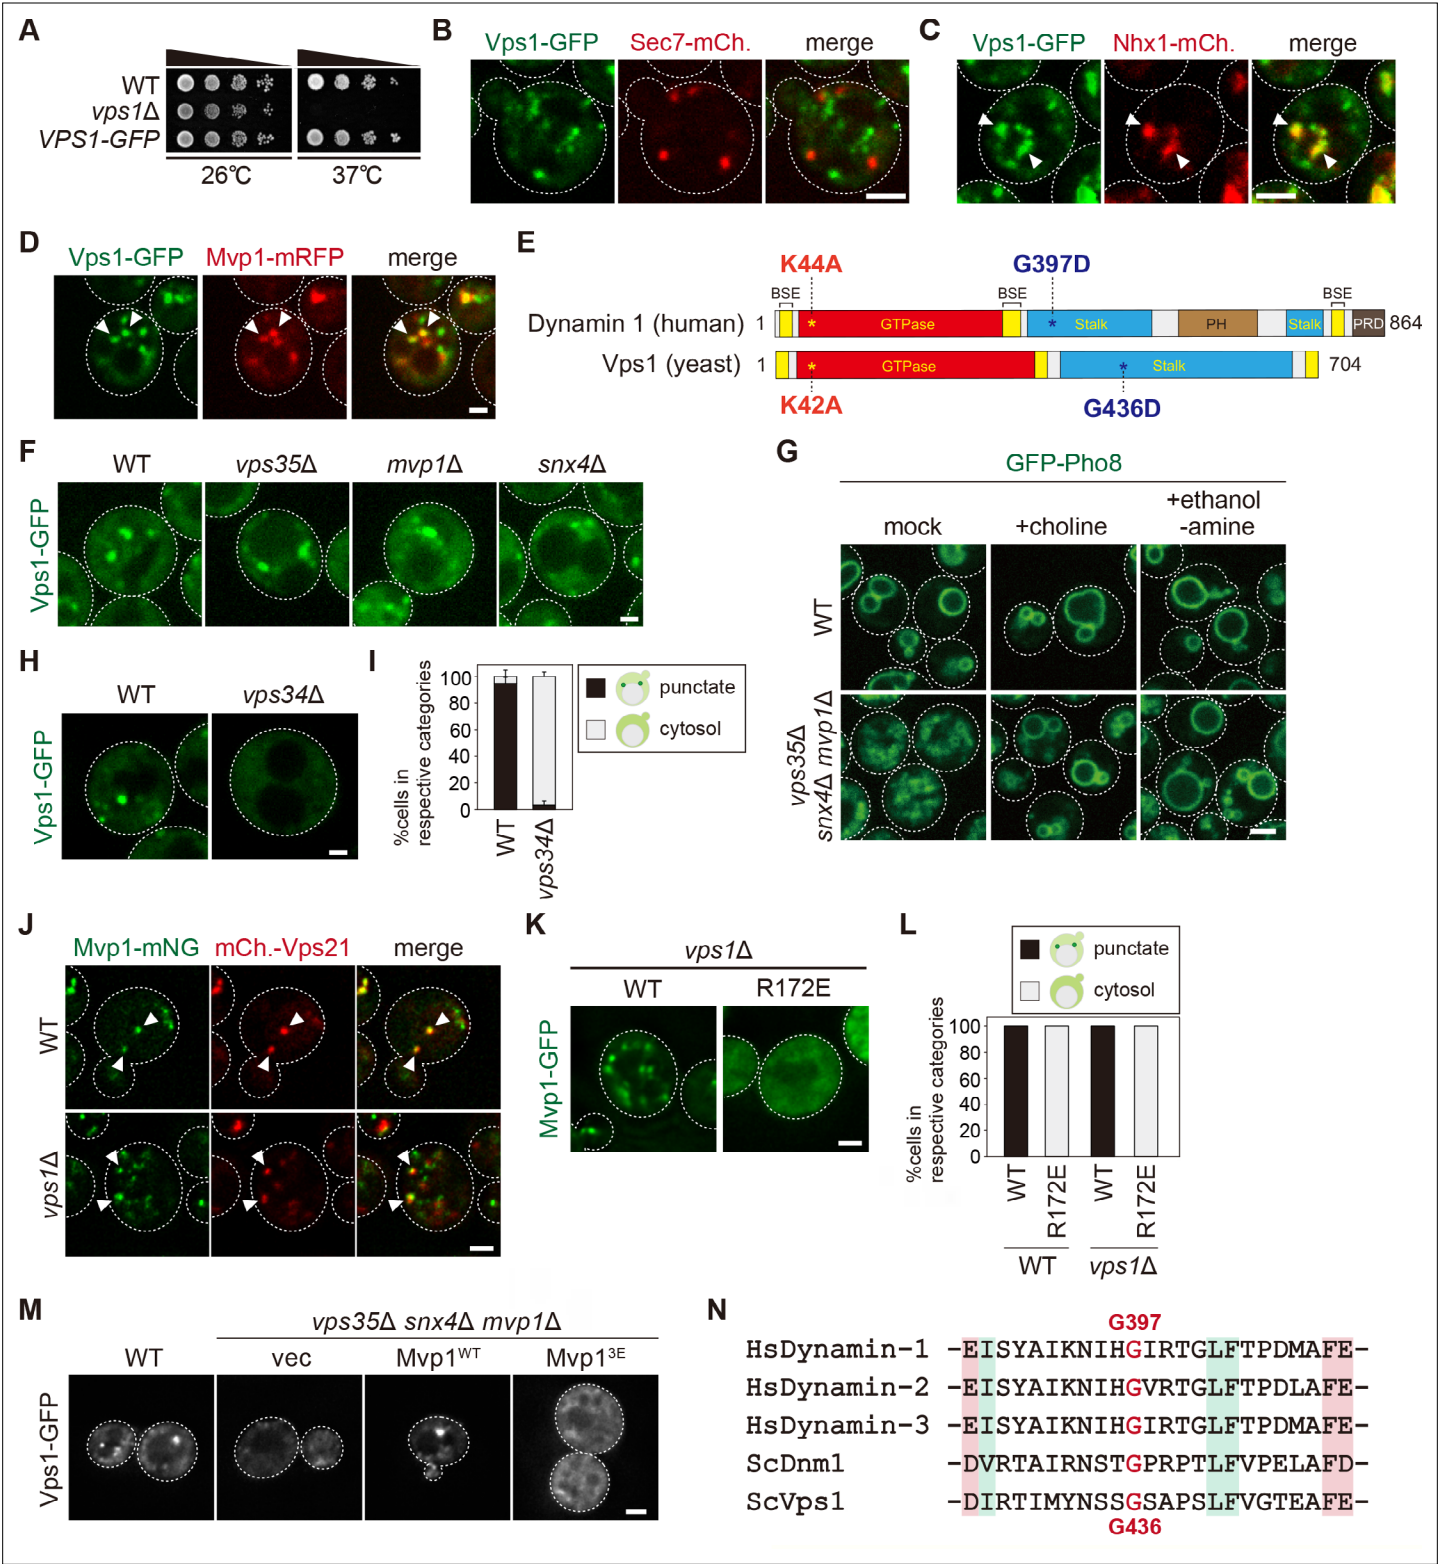 A
WT
vps1Δ
VPS1-GFP
26℃
37℃
B
Vps1-GFP
Sec7-mCh.
merge
C
Vps1-GFP
Nhx1-mCh.
merge
D
Vps1-GFP
Mvp1-mRFP
merge
E
K44A
G397D
BSE
BSE
BSE
Dynamin 1 (human)
1
*
GTPase
*
Stalk
PH
Stalk
PRD
864
Vps1 (yeast)
1
*
GTPase
*
Stalk
704
K42A
G436D
F
WT
vps35Δ
mvp1Δ
snx4Δ
Vps1-GFP
G
GFP-Pho8
mock
+choline
+ethanol
-amine
WT
vps35Δ
snx4Δ mvp1Δ
H
WT
vps34Δ
Vps1-GFP
I
%cells in
respective categories
100
80
60
40
20
0
WT
vps34Δ
punctate
cytosol
J
Mvp1-mNG
mCh.-Vps21
merge
WT
vps1Δ
K
vps1Δ
WT
R172E
Mvp1-GFP
L
punctate
cytosol
%cells in
respective categories
100
80
60
40
20
0
WT
R172E
WT
R172E
WT
vps1Δ
M
vps35Δ snx4Δ mvp1Δ
WT
vec
Mvp1WT
Mvp13E
Vps1-GFP
N
G397
HsDynamin-1 -EISYAIKNIHGIRTGLFTPDMAFE-
HsDynamin-2 -EISYAIKNIHGVRTGLFTPDLAFE-
HsDynamin-3 -EISYAIKNIHGIRTGLFTPDMAFE-
ScDnm1 -DVRTAIRNSTGPRPTLFVPELAFD-
ScVps1 -DIRTIMYNSSGSAPSLFVGTEAFE-
G436